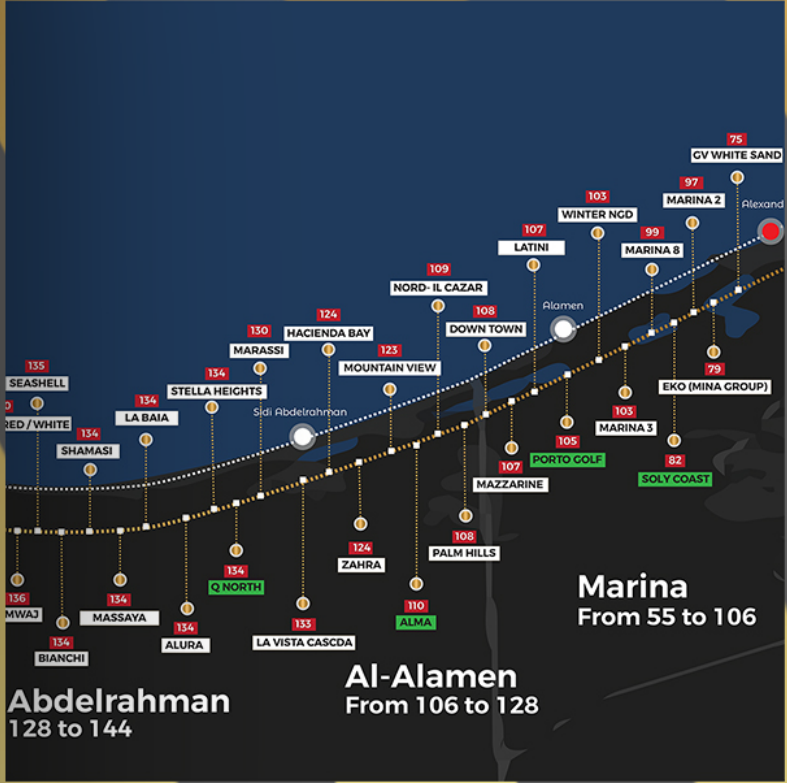 75
GV WHITE SAND
97
MARINA 2
Alexand
103
WINTER NGD
99
MARINA 8
107
LATINI
109
NORD- IL CAZAR
108
DOWN TOWN
Alamen
124
HACIENDA BAY
123
MOUNTAIN VIEW
130
MARASSI
134
STELLA HEIGHTS
Sidi Abdelrahman
135
SEASHELL
0
RED / WHITE
134
SHAMASI
134
LA BAIA
79
EKO (MINA GROUP)
103
MARINA 3
82
SOLY COAST
105
PORTO GOLF
107
MAZZARINE
108
PALM HILLS
124
ZAHRA
110
ALMA
134
Q NORTH
133
LA VISTA CASCDA
134
ALURA
134
MASSAYA
136
MWAJ
134
BIANCHI
Marina
From 55 to 106
Al-Alamen
From 106 to 128
Abdelrahman
128 to 144